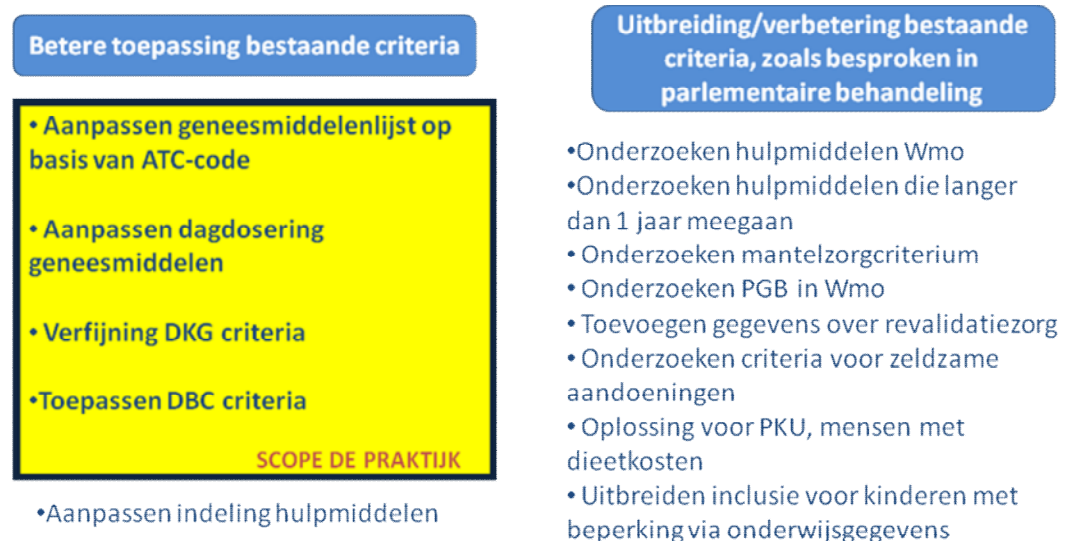 Betere toepassing bestaande criteria
• Aanpassen geneesmiddelenlijst op
basis van ATC-code
• Aanpassen dagdosering
geneesmiddelen
• Verfijning DKG criteria
•Toepassen DBC criteria
SCOPE DE PRAKTIJK
•Aanpassen indeling hulpmiddelen
Uitbreiding/verbetering bestaande
criteria, zoals besproken in
parlementaire behandeling
•Onderzoeken hulpmiddelen Wmo
•Onderzoeken hulpmiddelen die langer
dan 1 jaar meegaan
• Onderzoeken mantelzorgcriterium
• Onderzoeken PGB in Wmo
• Toevoegen gegevens over revalidatiezorg
• Onderzoeken criteria voor zeldzame
aandoeningen
• Oplossing voor PKU, mensen met
dieetkosten
• Uitbreiden inclusie voor kinderen met
beperking via onderwijsgegevens